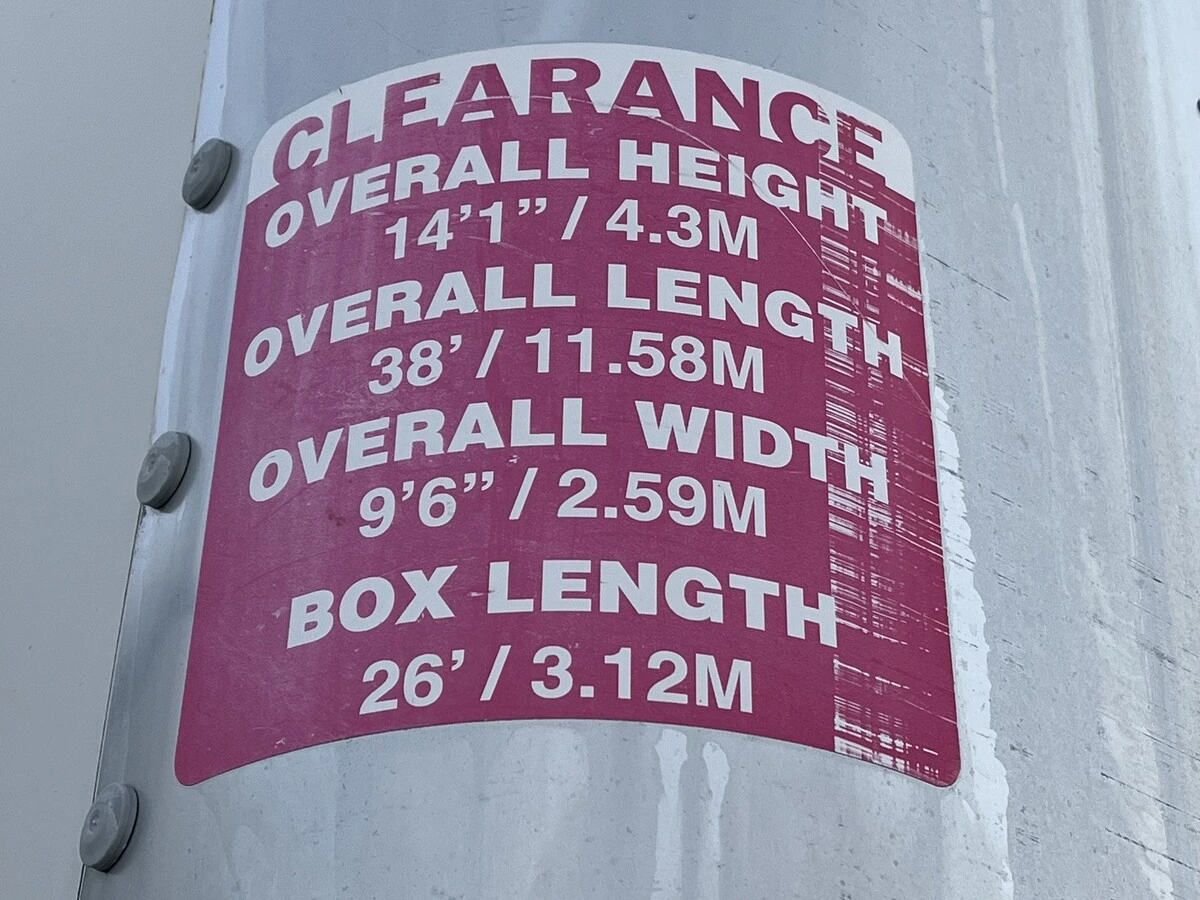 CLEARANCE
OVERALL HEIGHT
14'1” / 4.3M
OVERALL LENGTH
38' / 11.58M
OVERALL WIDTH
9'6” / 2.59M
BOX LENGTH
26' / 3.12M